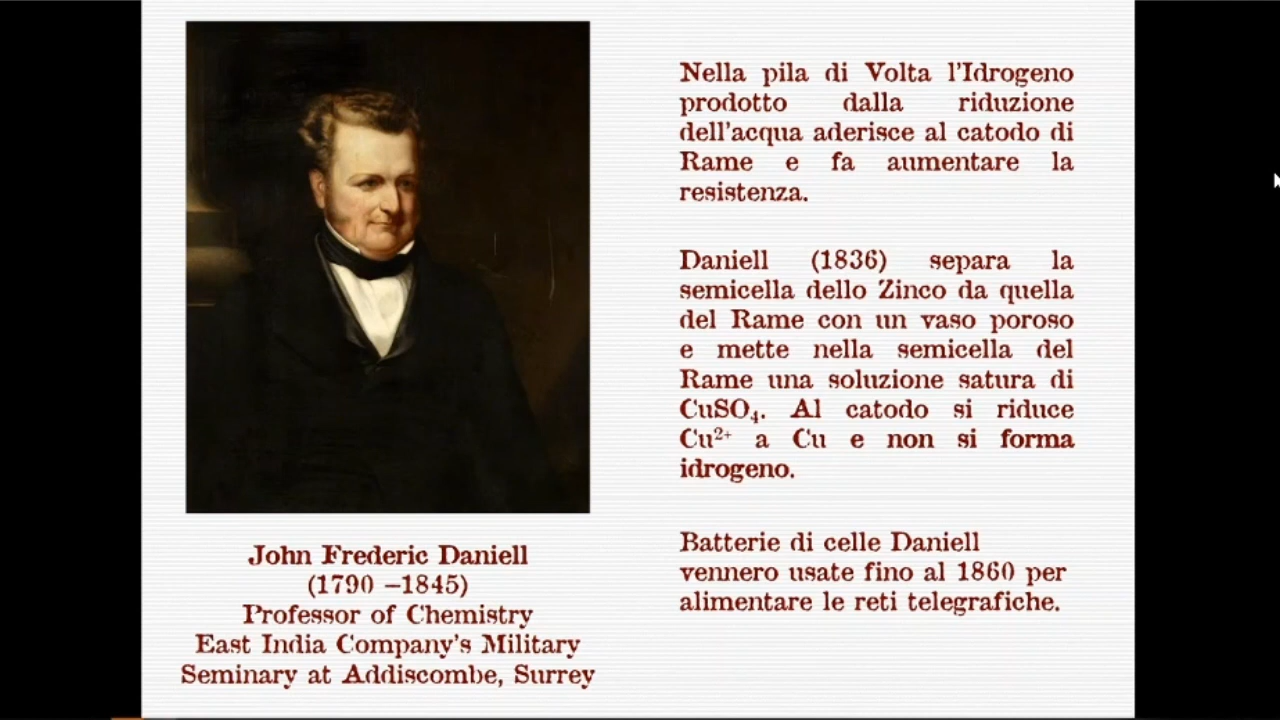 Nella pila di Volta l'Idrogeno
prodotto dalla riduzione
dell'acqua aderisce al catodo di
Rame e fa aumentare la
resistenza.
Daniell (1836) separa la
semicella dello Zinco da quella
del Rame con un vaso poroso
e mette nella semicella del
Rame una soluzione satura di
CuSO₄. Al catodo si riduce
Cu²⁺ a Cu e non si forma
idrogeno.
Batterie di celle Daniell
vennero usate fino al 1860 per
alimentare le reti telegrafiche.
John Frederic Daniell
(1790 –1845)
Professor of Chemistry
East India Company's Military
Seminary at Addiscombe, Surrey